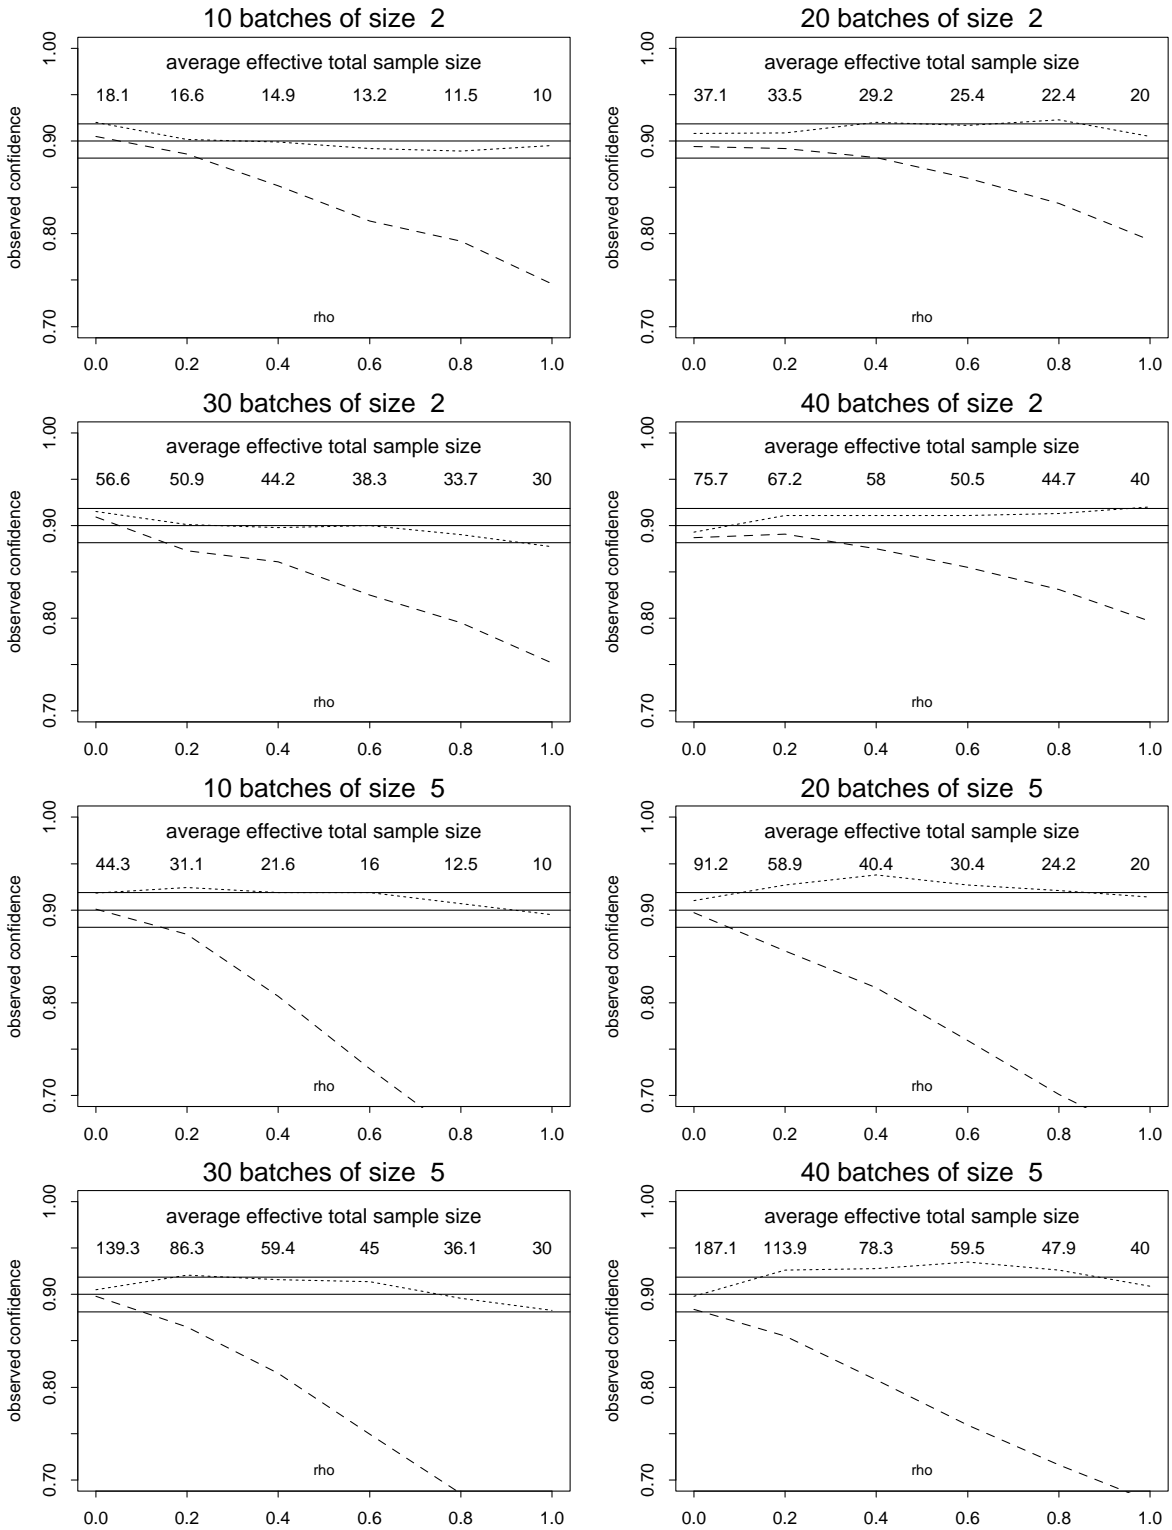 10 batches of size 2
average effective total sample size
18.1 16.6 14.9 13.2 11.5 10
observed confidence
1.00
0.90
0.80
0.70
rho
0.0 0.2 0.4 0.6 0.8 1.0
20 batches of size 2
average effective total sample size
37.1 33.5 29.2 25.4 22.4 20
observed confidence
1.00
0.90
0.80
0.70
rho
0.0 0.2 0.4 0.6 0.8 1.0
30 batches of size 2
average effective total sample size
56.6 50.9 44.2 38.3 33.7 30
observed confidence
1.00
0.90
0.80
0.70
rho
0.0 0.2 0.4 0.6 0.8 1.0
40 batches of size 2
average effective total sample size
75.7 67.2 58 50.5 44.7 40
observed confidence
1.00
0.90
0.80
0.70
rho
0.0 0.2 0.4 0.6 0.8 1.0
10 batches of size 5
average effective total sample size
44.3 31.1 21.6 16 12.5 10
observed confidence
1.00
0.90
0.80
0.70
rho
0.0 0.2 0.4 0.6 0.8 1.0
20 batches of size 5
average effective total sample size
91.2 58.9 40.4 30.4 24.2 20
observed confidence
1.00
0.90
0.80
0.70
rho
0.0 0.2 0.4 0.6 0.8 1.0
30 batches of size 5
average effective total sample size
139.3 86.3 59.4 45 36.1 30
observed confidence
1.00
0.90
0.80
0.70
rho
0.0 0.2 0.4 0.6 0.8 1.0
40 batches of size 5
average effective total sample size
187.1 113.9 78.3 59.5 47.9 40
observed confidence
1.00
0.90
0.80
0.70
rho
0.0 0.2 0.4 0.6 0.8 1.0